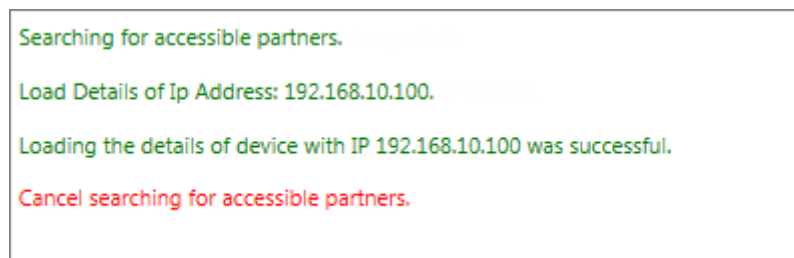 Searching for accessible partners.
Load Details of Ip Address: 192.168.10.100.
Loading the details of device with IP 192.168.10.100 was successful.
Cancel searching for accessible partners.